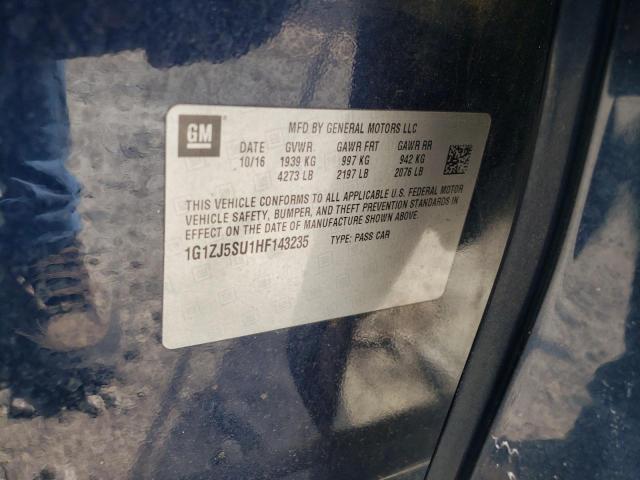 GM
MFD BY GENERAL MOTORS LLC
DATE GVWR GAWR FRT GAWR RR
10/16 1939 KG 997 KG 942 KG
4273 LB 2197 LB 2076 LB
THIS VEHICLE CONFORMS TO ALL APPLICABLE U.S. FEDERAL MOTOR
VEHICLE SAFETY, BUMPER, AND THEFT PREVENTION STANDARDS IN
EFFECT ON THE DATE OF MANUFACTURE SHOWN ABOVE.
1G1ZJ5SU1HF143235 TYPE: PASS CAR